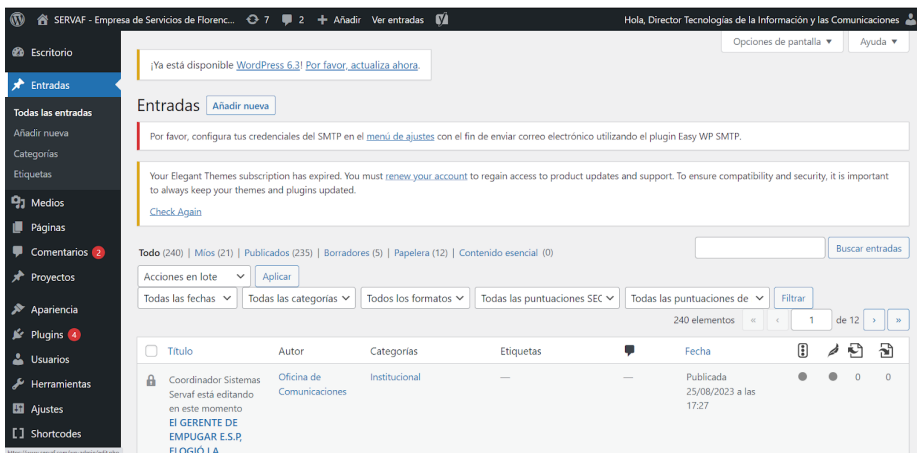 SERVAF - Empresa de Servicios de Florenc... 7 2 + Añadir Ver entradas Hola, Director Tecnologías de la Información y las Comunicaciones
Opciones de pantalla ▼ Ayuda ▼
Escritorio
Entradas
Todas las entradas
Añadir nueva
Categorías
Etiquetas
Medios
Páginas
Comentarios 2
Proyectos
Apariencia
Plugins 4
Usuarios
Herramientas
Ajustes
[ ] Shortcodes
¡Ya está disponible WordPress 6.3! Por favor, actualiza ahora.
Entradas Añadir nueva
Por favor, configura tus credenciales del SMTP en el menú de ajustes con el fin de enviar correo electrónico utilizando el plugin Easy WP SMTP.
Your Elegant Themes subscription has expired. You must renew your account to regain access to product updates and support. To ensure compatibility and security, it is important
to always keep your themes and plugins updated.
Check Again
Todo (240) | Míos (21) | Publicados (235) | Borradores (5) | Papelera (12) | Contenido esencial (0)
Buscar entradas
Acciones en lote Aplicar
Todas las fechas Todas las categorías Todos los formatos Todas las puntuaciones SEC Todas las puntuaciones de Filtrar
240 elementos « ‹ 1 de 12 › »
Título Autor Categorías Etiquetas Fecha
Coordinador Sistemas
Servaf está editando
en este momento
El GERENTE DE
EMPUGAR E.S.P,
ELOGIÓ LA
Oficina de
Comunicaciones
Institucional
—
—
Publicada
25/08/2023 a las
17:27
0 0